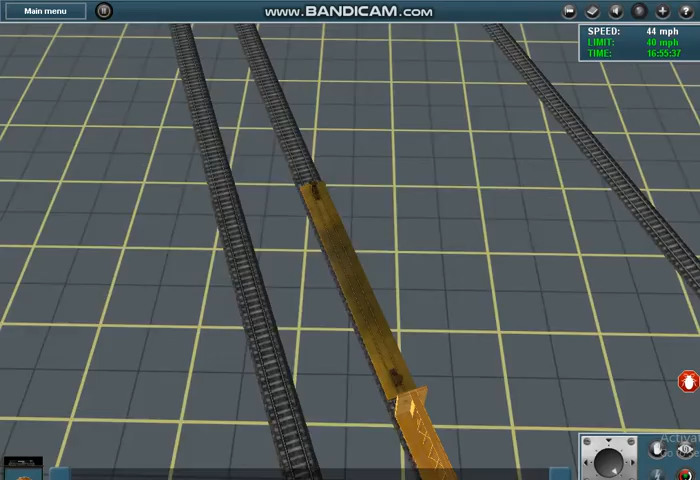 Main menu
www.BANDICAM.com
SPEED: 44 mph
LIMIT: 40 mph
TIME: 16:55:37